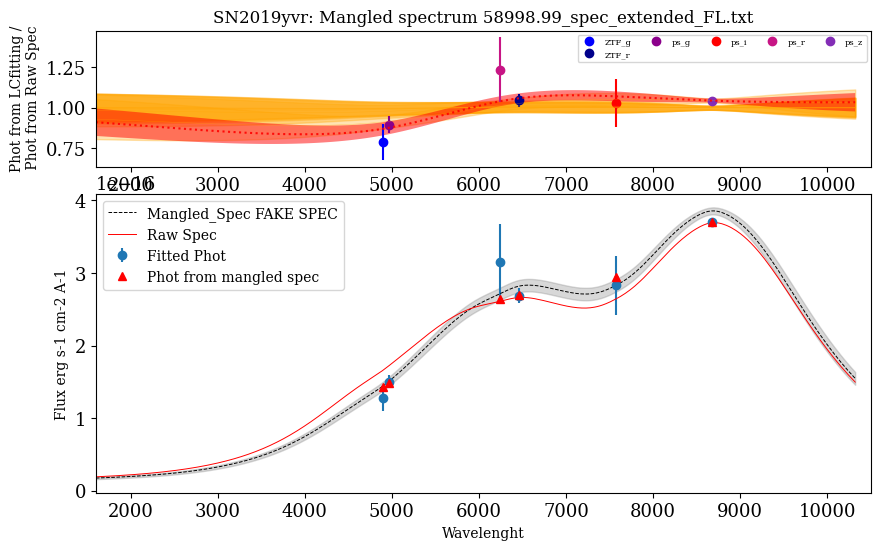 SN2019yvr: Mangled spectrum 58998.99_spec_extended_FL.txt
Phot from LCfitting /
Phot from Raw Spec
1.25
1.00
0.75
ZTF_g ps_g ps_i ps_r ps_z
ZTF_r
2000 3000 4000 5000 6000 7000 8000 9000 10000
Flux erg s-1 cm-2 A-1
4
3
2
1
0
Mangled_Spec FAKE SPEC
Raw Spec
Fitted Phot
Phot from mangled spec
2000 3000 4000 5000 6000 7000 8000 9000 10000
Wavelenght